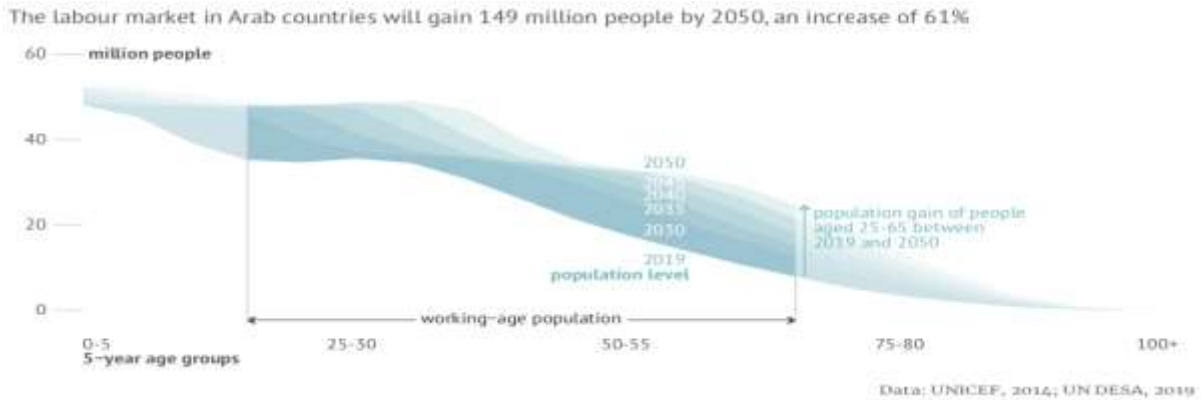 The labour market in Arab countries will gain 149 million people by 2050, an increase of 61%
60
million people
40
20
0
2050
2045
2040
2035
2030
2019
population level
population gain of people
aged 25-65 between
2019 and 2050
working-age population
0-5
25-30
50-55
75-80
100+
5-year age groups
Data: UNICEF, 2014; UN DESA, 2019